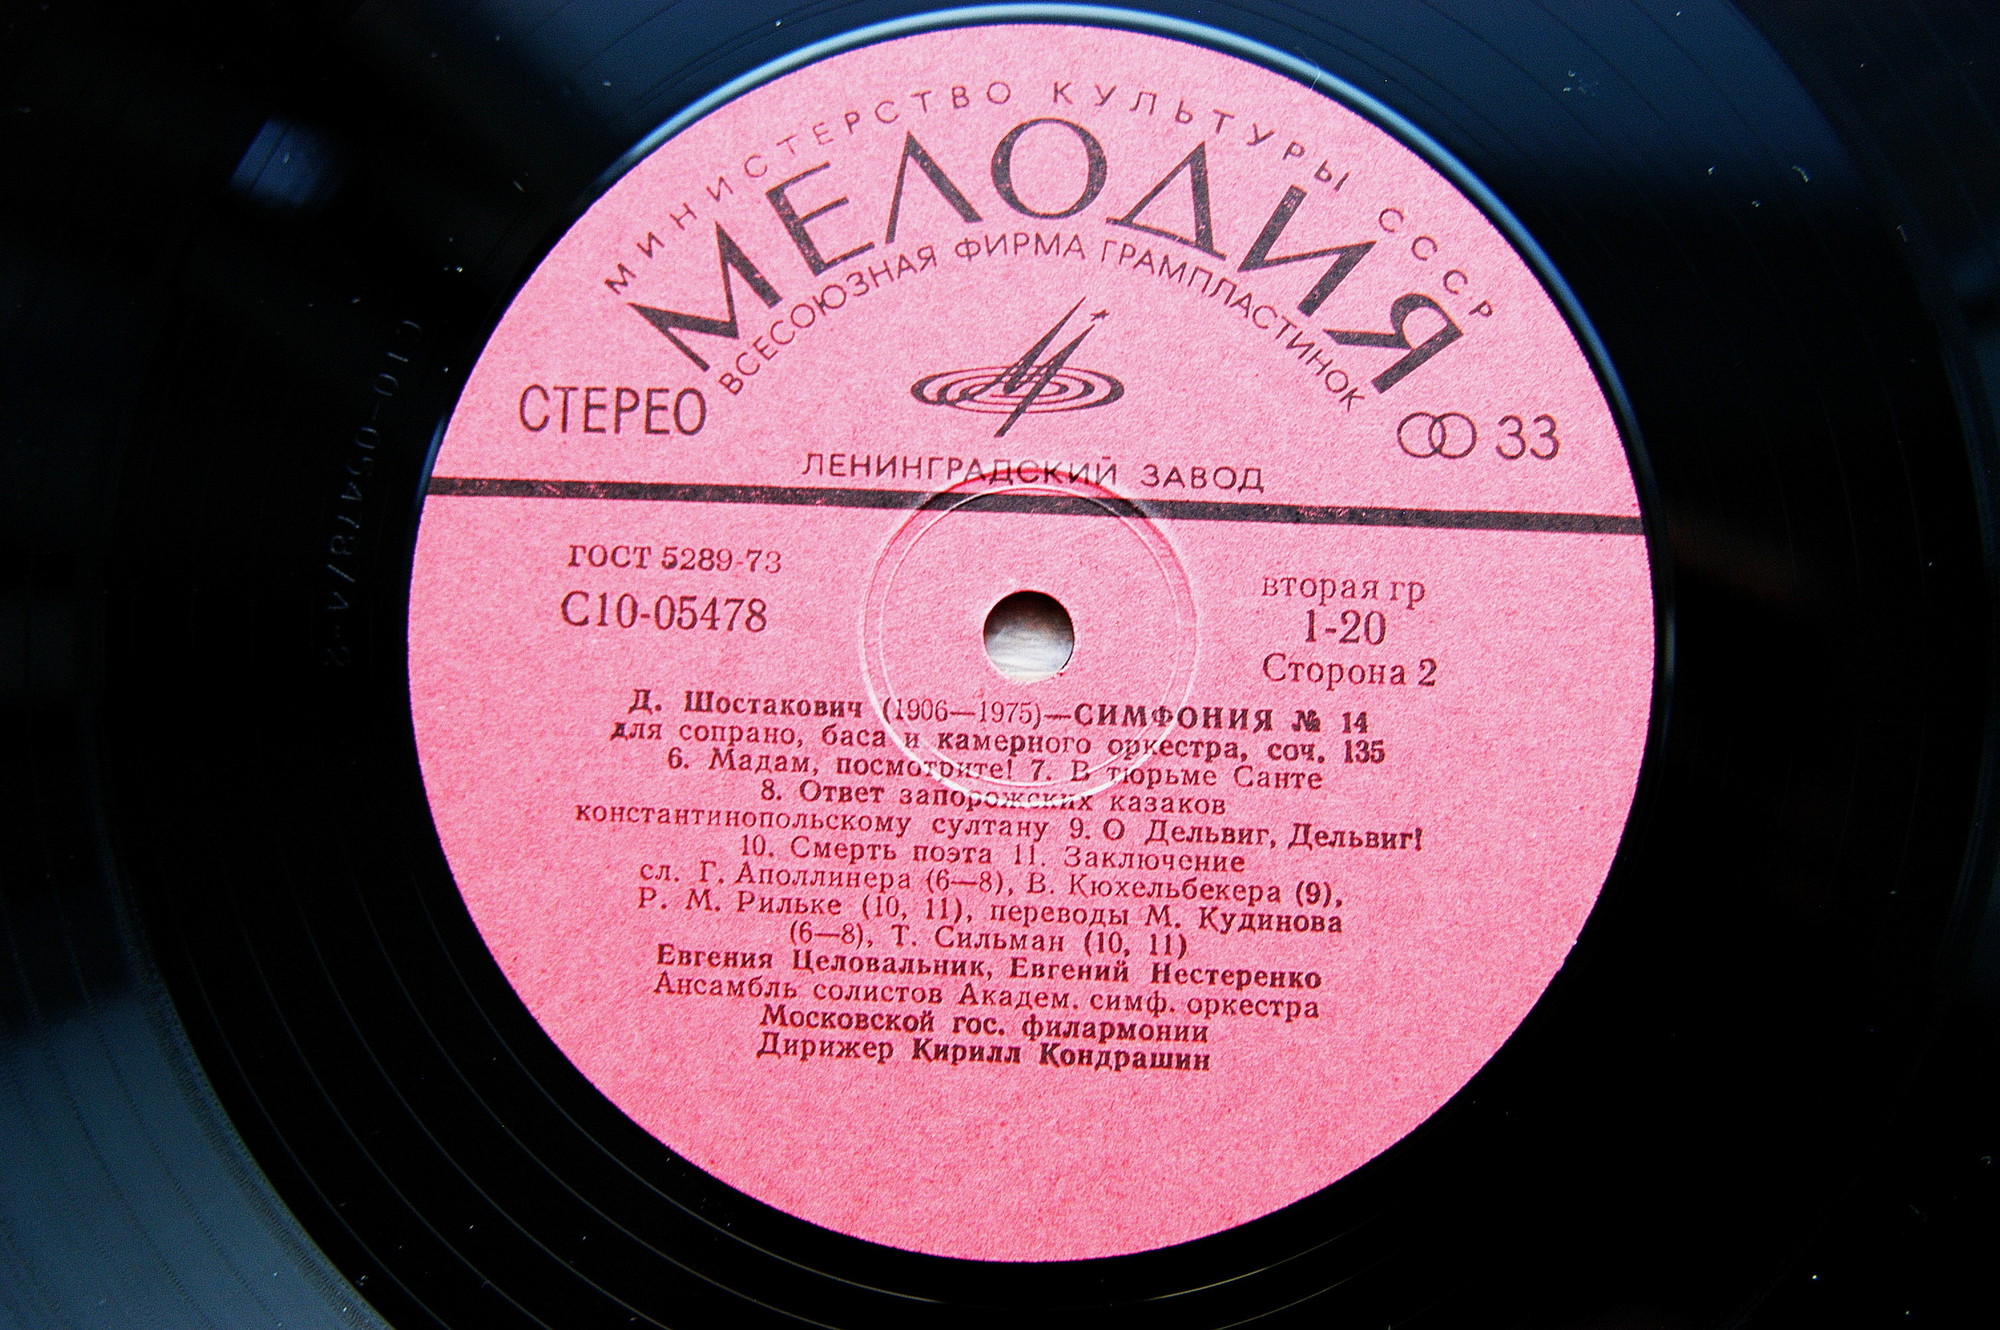 МИНИСТЕРСТВО КУЛЬТУРЫ СССР
МЕЛОДИЯ
ВСЕСОЮЗНАЯ ФИРМА ГРАМПЛАСТИНОК
СТЕРЕО
33
ЛЕНИНГРАДСКИЙ ЗАВОД
ГОСТ 5289-73
С10-05478
вторая гр
1-20
Сторона 2
Д. Шостакович (1906—1975)—СИМФОНИЯ № 14
для сопрано, баса и камерного оркестра, соч. 135
6. Мадам, посмотрите! 7. В тюрьме Санте
8. Ответ запорожских казаков
константинопольскому султану 9. О Дельвиг, Дельвиг!
10. Смерть поэта 11. Заключение
сл. Г. Аполлинера (6—8), В. Кюхельбекера (9),
Р. М. Рильке (10, 11), переводы М. Кудинова
(6—8), Т. Сильман (10, 11)
Евгения Целовальник, Евгений Нестеренко
Ансамбль солистов Академ. симф. оркестра
Московской гос. филармонии
Дирижер Кирилл Кондрашин